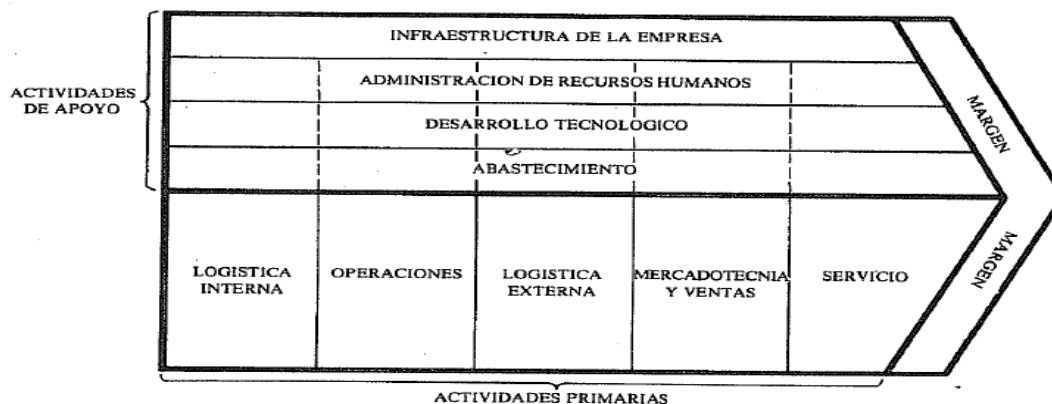 INFRAESTRUCTURA DE LA EMPRESA
ACTIVIDADES
DE APOYO
ADMINISTRACION DE RECURSOS HUMANOS
DESARROLLO TECNOLOGICO
ABASTECIMIENTO
MARGEN
MARGEN
LOGISTICA
INTERNA
OPERACIONES
LOGISTICA
EXTERNA
MERCADOTECNIA
Y VENTAS
SERVICIO
ACTIVIDADES PRIMARIAS